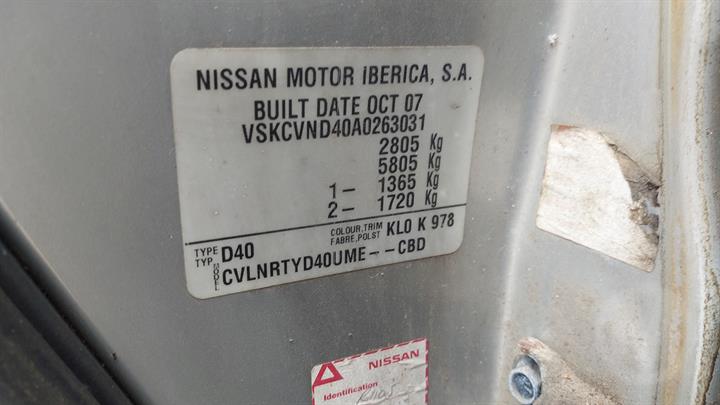 NISSAN MOTOR IBERICA, S.A.
BUILT DATE OCT 07
VSKCVND40A0263031
2805 Kg
5805 Kg
1– 1365 Kg
2– 1720 Kg
TYPE
TYP D40 COLOUR,TRIM
FABRE,POLST KL0 K 978
MODEL CVLNRTYD40UME––CBD
NISSAN
Identification